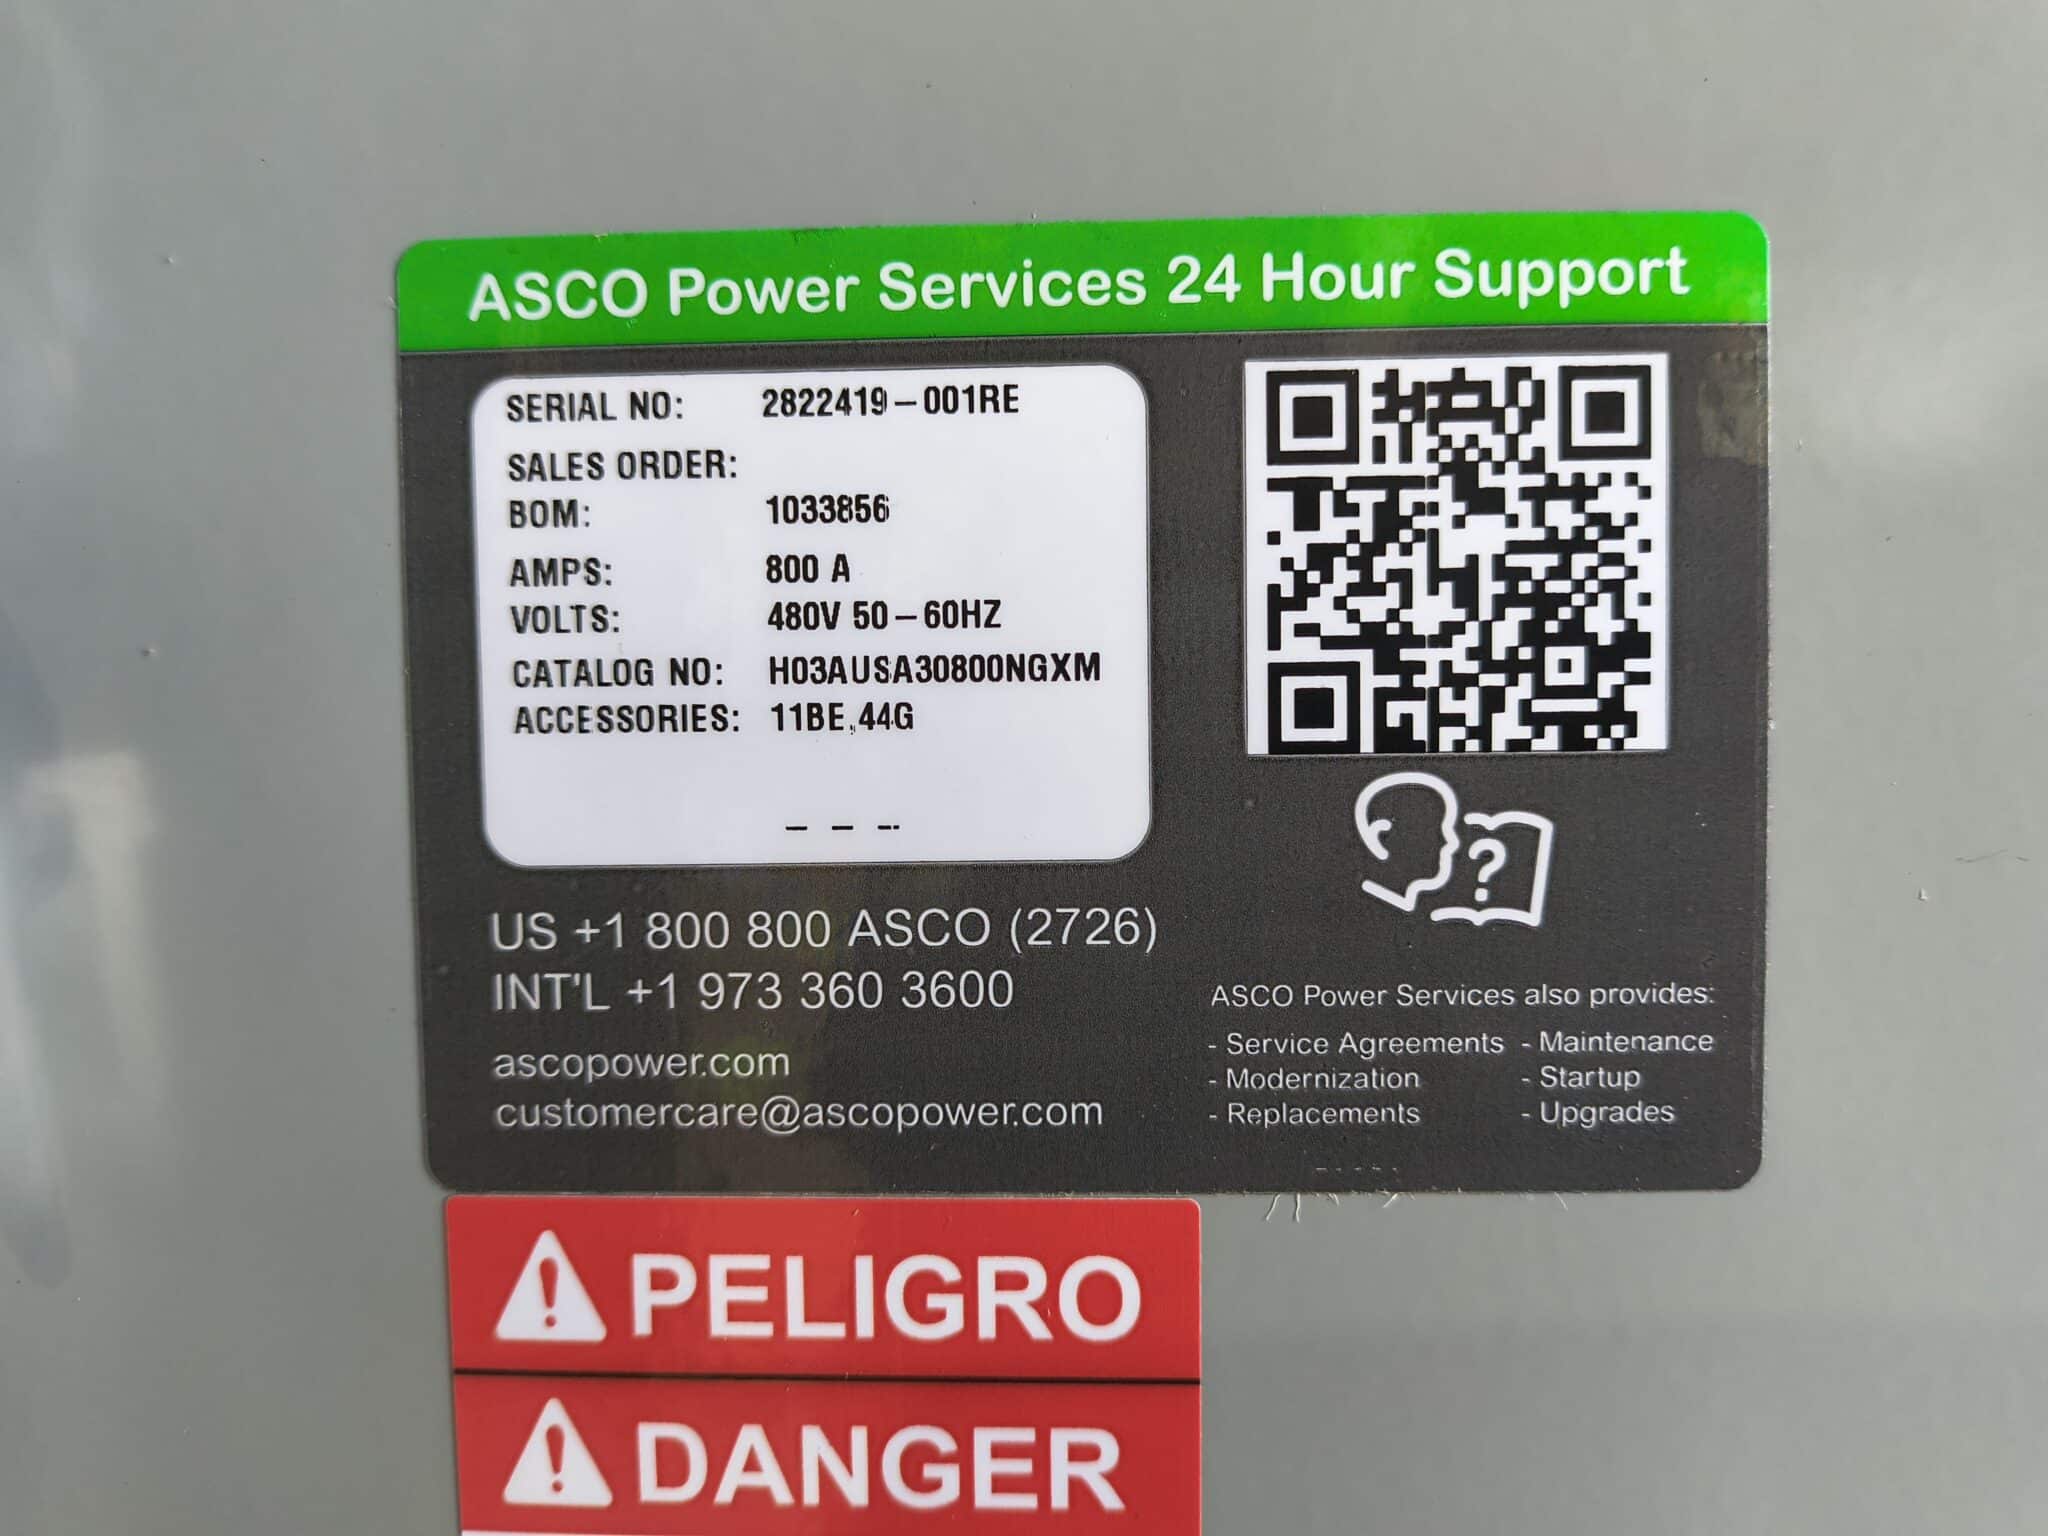 ASCO Power Services 24 Hour Support
SERIAL NO: 2822419-001RE
SALES ORDER:
BOM: 1033856
AMPS: 800 A
VOLTS: 480V 50-60HZ
CATALOG NO: H03AUSA30800NGXM
ACCESSORIES: 11BE,44G
- - -
US +1 800 800 ASCO (2726)
INT'L +1 973 360 3600
ascopower.com
customercare@ascopower.com
?
ASCO Power Services also provides:
- Service Agreements - Maintenance
- Modernization - Startup
- Replacements - Upgrades
PELIGRO
DANGER